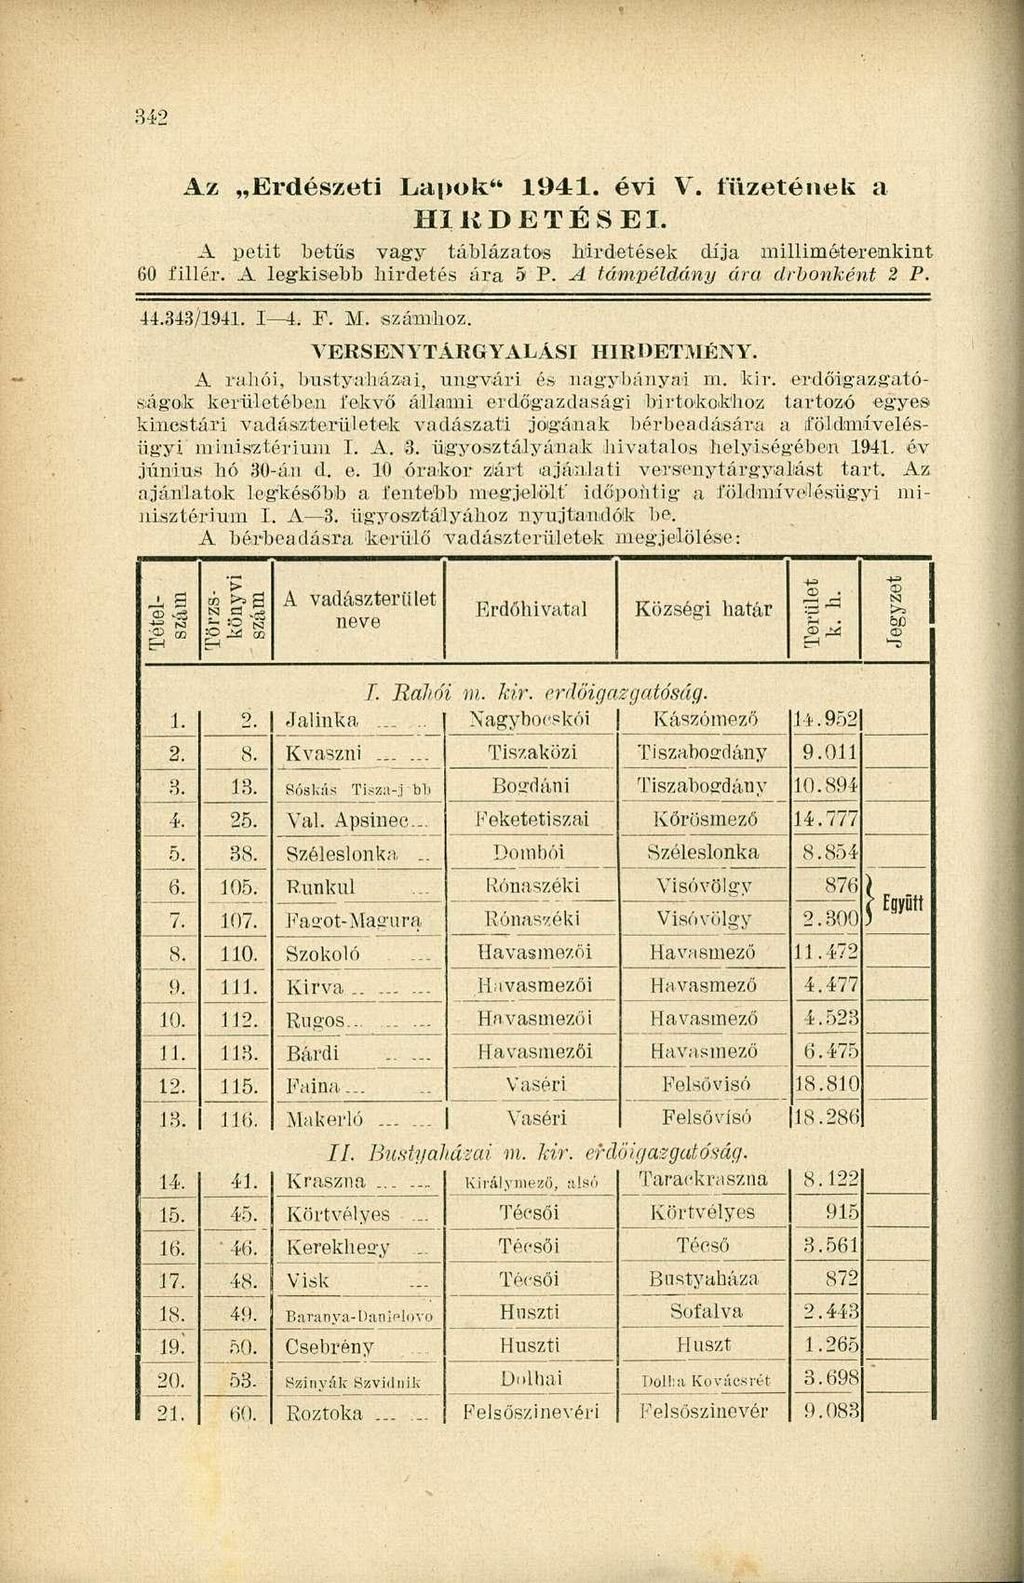 342
Az „Erdészeti Lapok“ 1941. évi V. füzetének a
HIRDETÉSEI.
A petit betűs vagy táblázatos hirdetések díja milliméterenkint
60 fillér. A legkisebb hirdetés ára 5 P. A támpéldány ára drbonként 2 P.
44.343/1941. I—4. F. M. számhoz.
VERSENYTÁRGYALÁSI HIRDETMÉNY.
A rahói, bustyaházai, ungvári és nagybányai m. kir. erdőigazgató-
ságok kerületében fekvő állami erdőgazdasági birtokokhoz tartozó egyes
kincstári vadászterületek vadászati jogának bérbeadására a földmívelés-
ügyi minisztérium I. A. 3. ügyosztályának hivatalos helyiségében 1941. év
június hó 30-án d. e. 10 órakor zárt ajánlati versenytárgyalást tart. Az
ajánlatok legkésőbb a fentebb megjelölt időpontig a földmívelésügyi mi-
nisztérium I. A—3. ügyosztályához nyujtandók be.
A bérbeadásra kerülő vadászterületek megjelölése:
Tétel-szám Törzs-könyvi szám A vadászterület neve Erdőhivatal Községi határ Terület k. h. Jegyzet
I. Rahói m. kir. erdőigazgatóság.
1. 2. Jalinka ... .. Nagybocskói Kászómező 14.952
2. 8. Kvaszni ... ... Tiszaközi Tiszabogdány 9.011
3. 13. Sóskás Tisza-j bb Bogdáni Tiszabogdány 10.894
4. 25. Val. Apsinec... Feketetiszai Kőrösmező 14.777
5. 38. Széleslonka .. Dombói Széleslonka 8.854
6. 105. Runkul ... Rónaszéki Visóvölgy 876
7. 107. Fagot-Magura Rónaszéki Visóvölgy 2.300 } Együtt
8. 110. Szokoló ... Havasmezői Havasmező 11.472
9. 111. Kirva .. ... ... Havasmezői Havasmező 4.477
10. 112. Rugos... ... ... Havasmezői Havasmező 4.523
11. 113. Bárdi .. ... Havasmezői Havasmező 6.475
12. 115. Faina ... .. Vaséri Felsővisó 18.810
13. 116. Makerló ... ... Vaséri Felsővisó 18.286
II. Bustyaházai m. kir. erdőigazgatóság.
14. 41. Kraszna ... ... Királymező, alsó Tarackraszna 8.122
15. 45. Körtvélyes ... Técsői Körtvélyes 915
16. 46. Kerekhegy .. Técsői Técső 3.561
17. 48. Visk ... Técsői Bustyaháza 872
18. 49. Baranya-Danielovo Huszti Sofalva 2.443
19. 50. Csebrény .. Huszti Huszt 1.265
20. 53. Szinyák Szvidnik Dolhai Dolha Kovácsrét 3.698
21. 60. Roztoka ... ... Felsőszinevéri Felsőszinevér 9.083